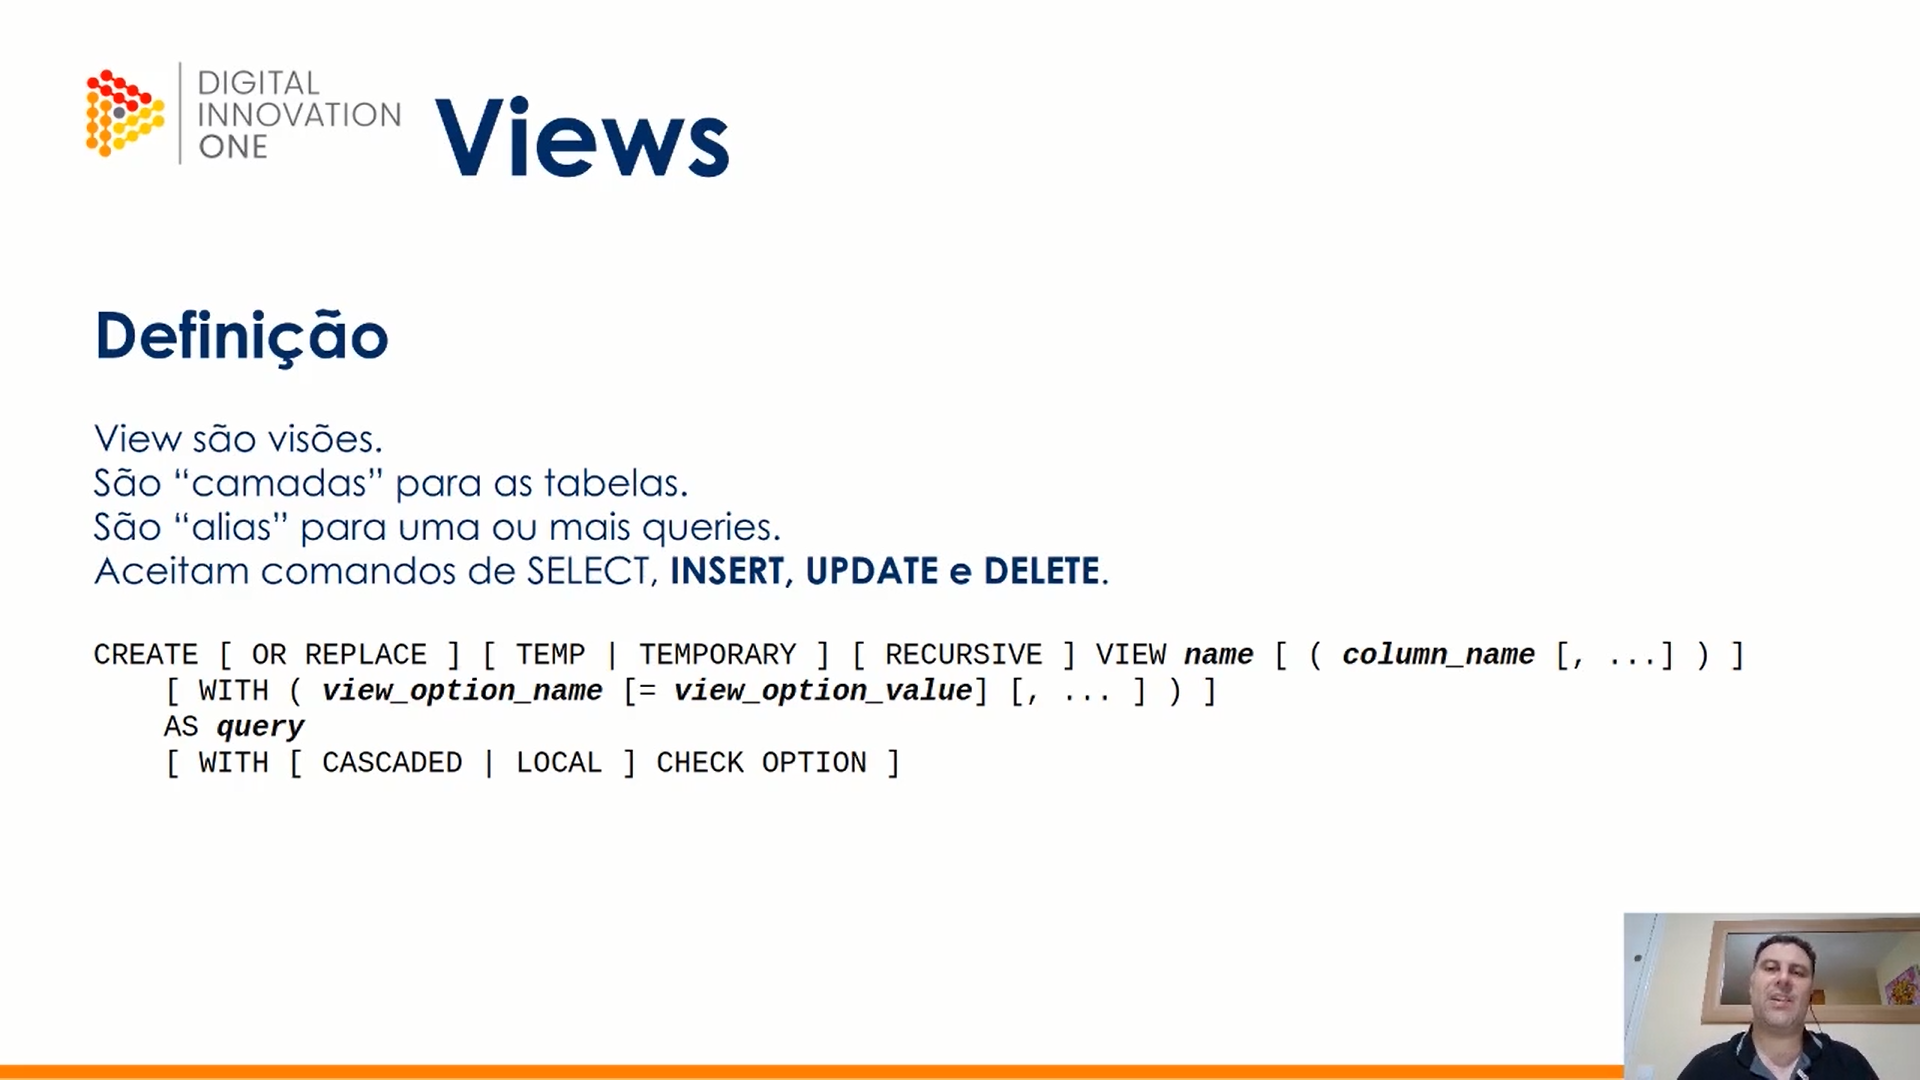 DIGITAL
INNOVATION
ONE
Views
Definição
View são visões.
São “camadas” para as tabelas.
São “alias” para uma ou mais queries.
Aceitam comandos de SELECT, INSERT, UPDATE e DELETE.
CREATE [ OR REPLACE ] [ TEMP | TEMPORARY ] [ RECURSIVE ] VIEW name [ ( column_name [, ...] ) ]
[ WITH ( view_option_name [= view_option_value] [, ... ] ) ]
AS query
[ WITH [ CASCADED | LOCAL ] CHECK OPTION ]